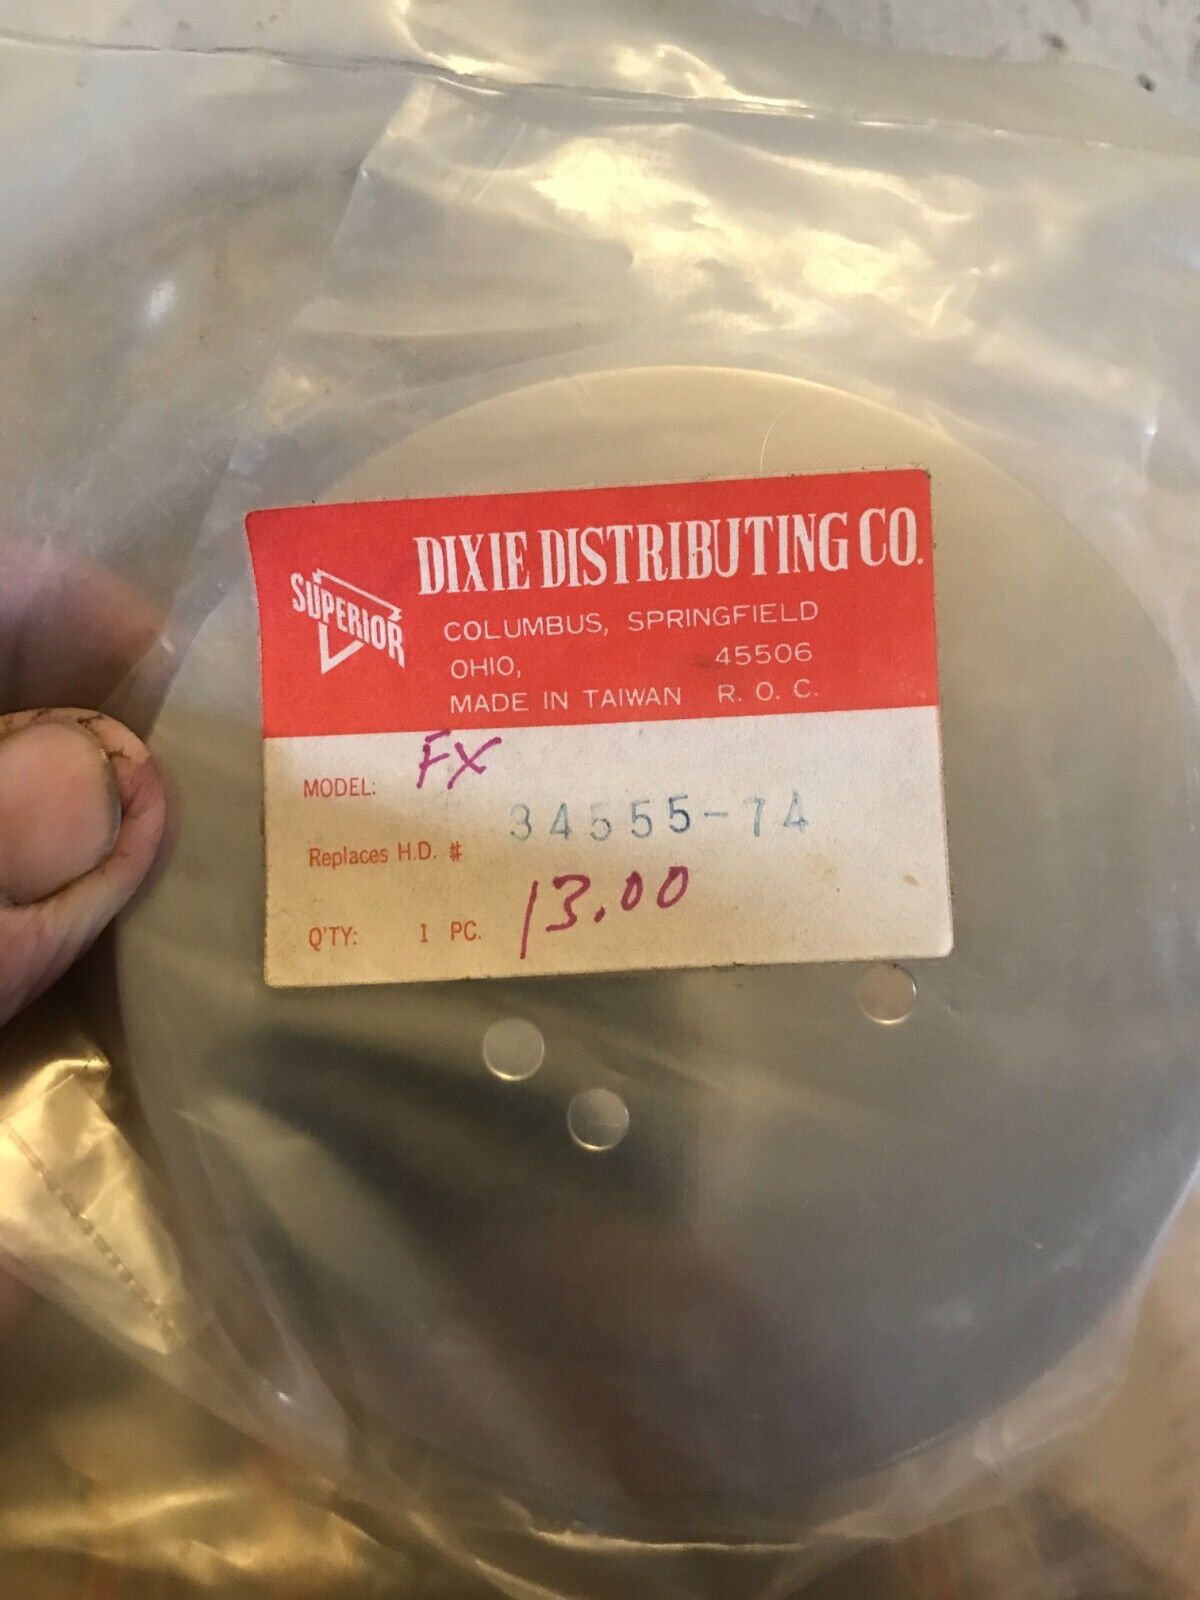 SUPERIOR
DIXIE DISTRIBUTING CO.
COLUMBUS, SPRINGFIELD
OHIO, 45506
MADE IN TAIWAN R. O. C.
MODEL: FX
Replaces H.D. # 34555-74
Q'TY: 1 PC. 13.00